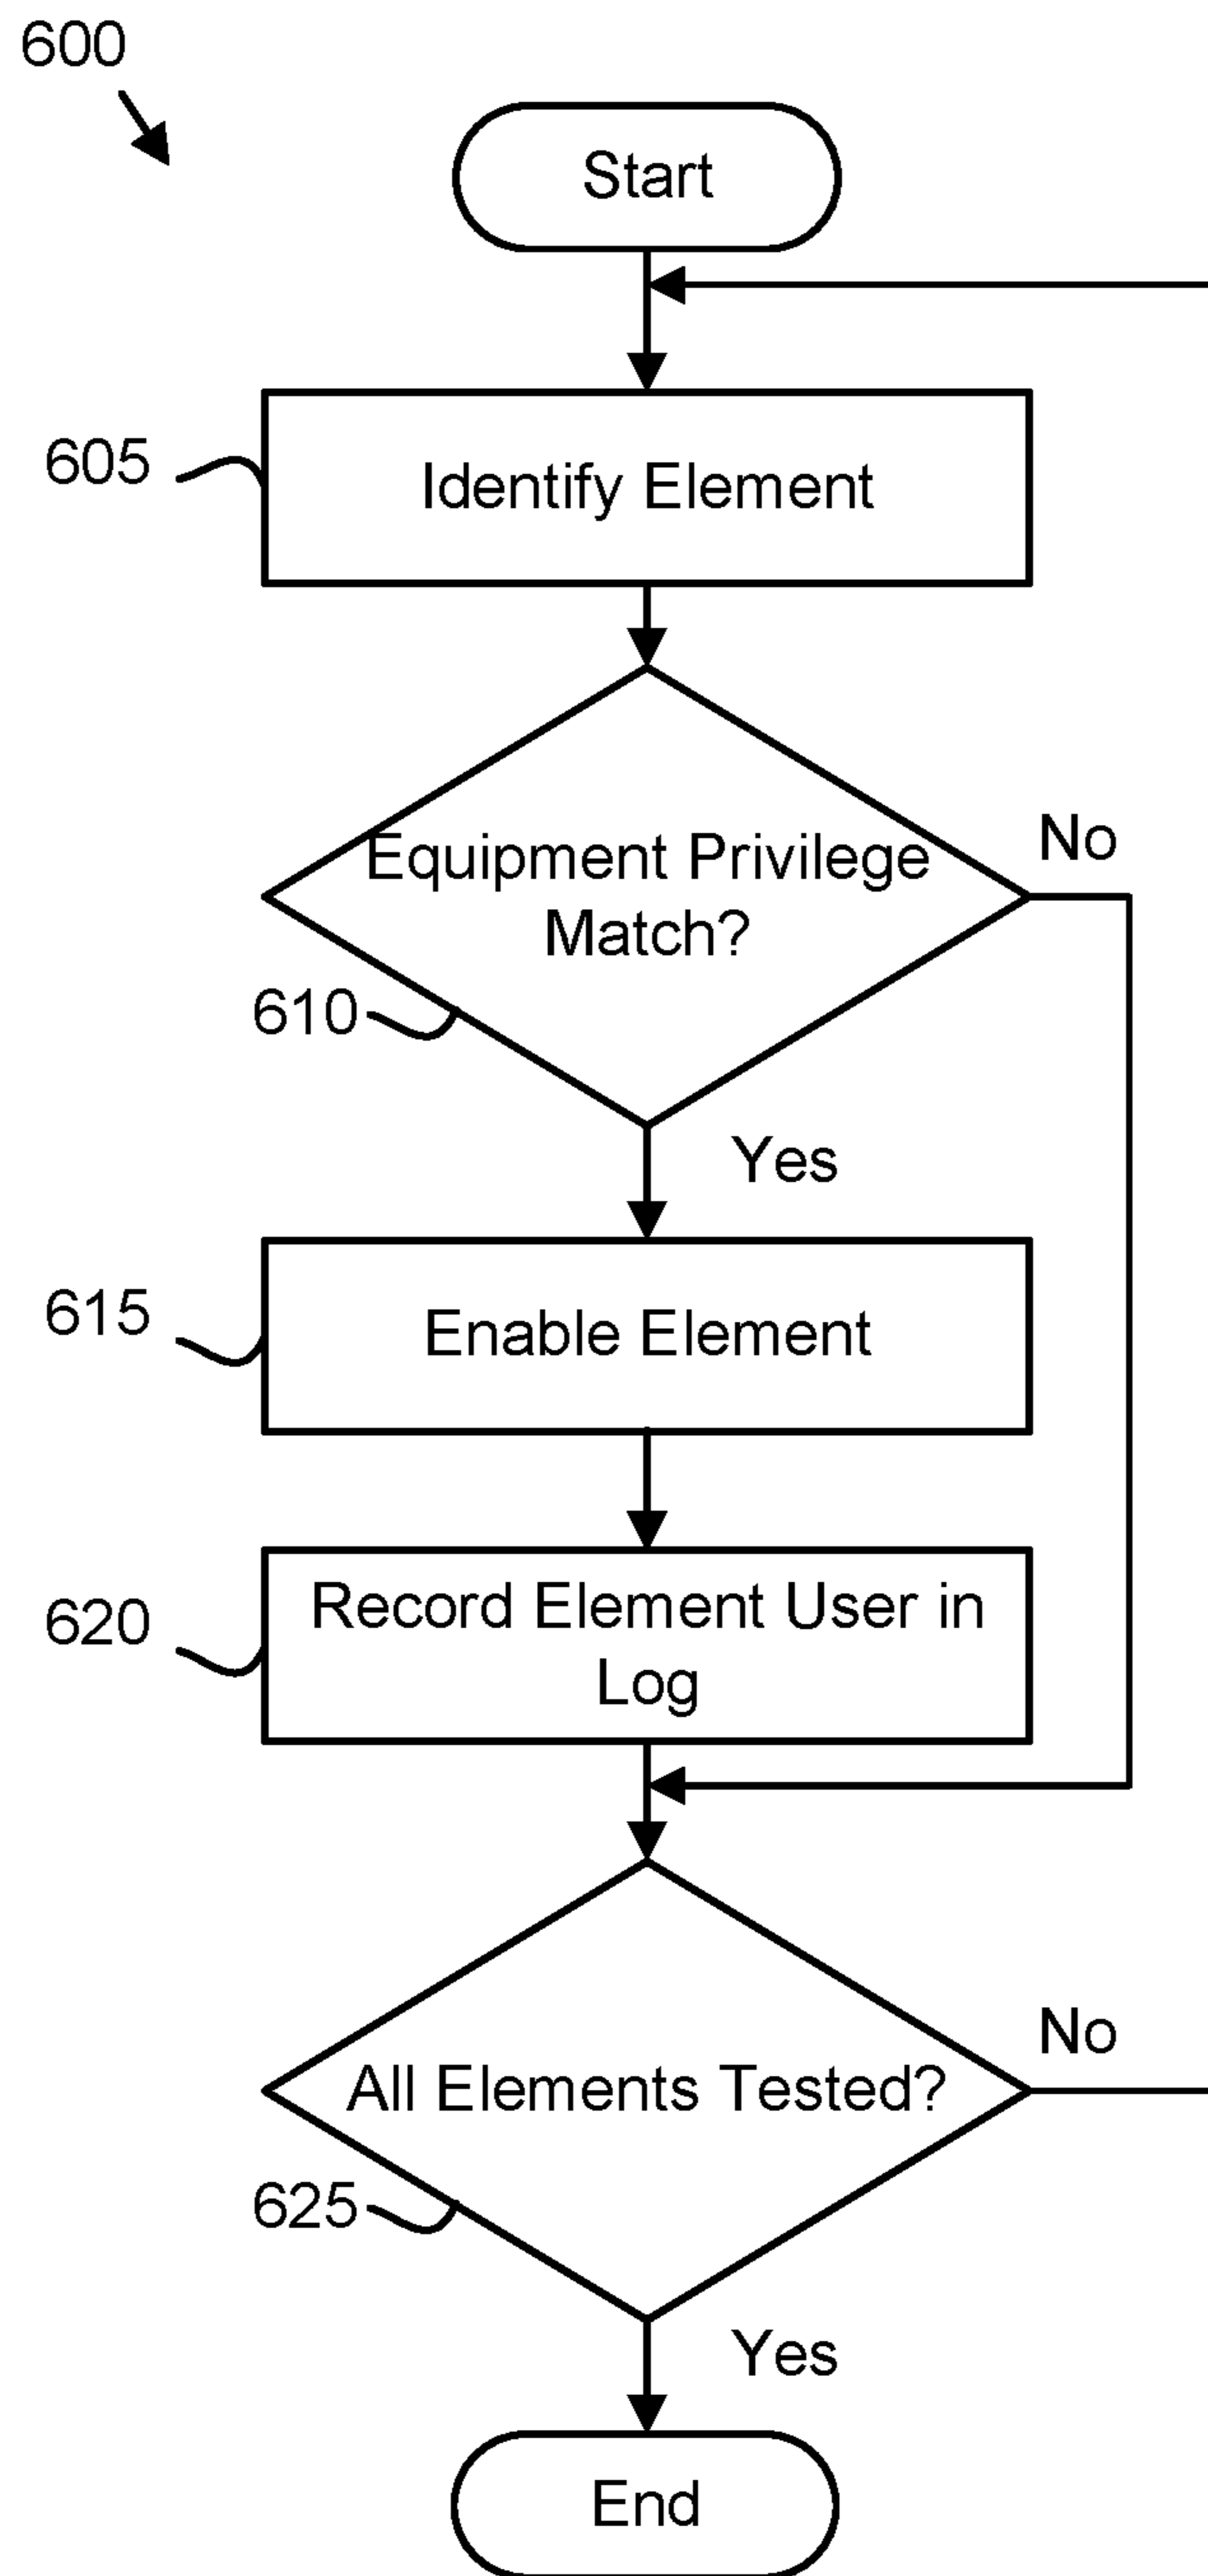 600
Start
605
Identify Element
Equipment Privilege
Match?
No
610
Yes
615
Enable Element
620
Record Element User in
Log
All Elements Tested?
No
625
Yes
End